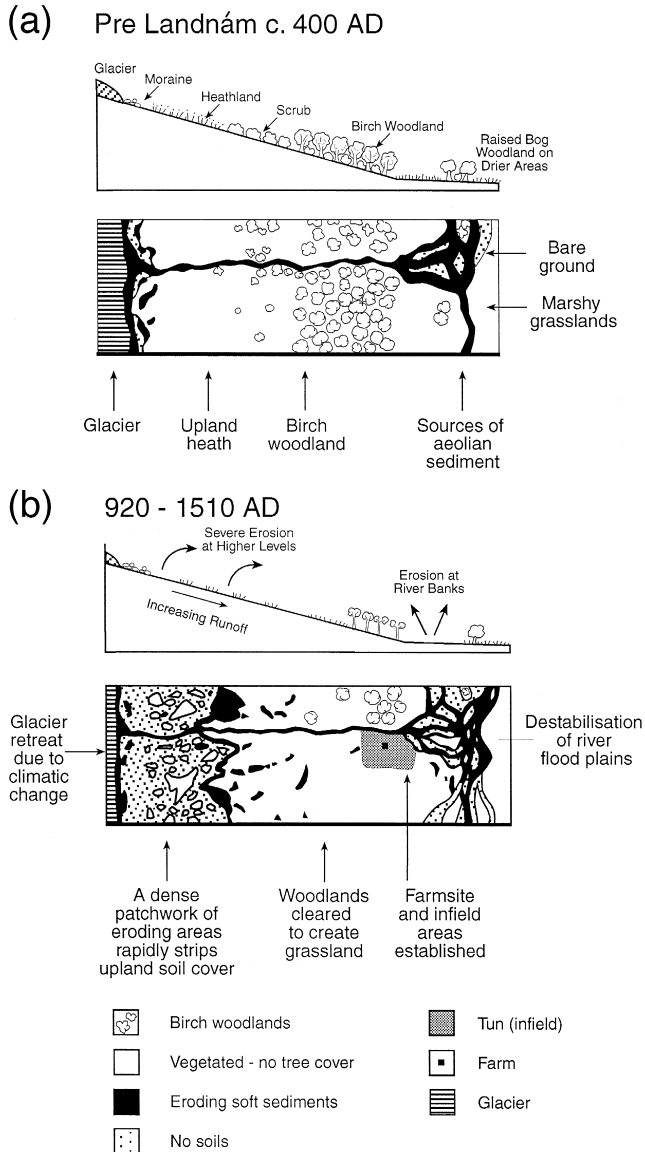 (a) Pre Landnám c. 400 AD
Glacier
Moraine
Heathland
Scrub
Birch Woodland
Raised Bog
Woodland on
Drier Areas
Bare
ground
Marshy
grasslands
Glacier
Upland
heath
Birch
woodland
Sources of
aeolian
sediment
(b) 920 - 1510 AD
Severe Erosion
at Higher Levels
Increasing Runoff
Erosion at
River Banks
Glacier
retreat
due to
climatic
change
Destabilisation
of river
flood plains
A dense
patchwork of
eroding areas
rapidly strips
upland soil cover
Woodlands
cleared
to create
grassland
Farmsite
and infield
areas
established
Birch woodlands
Vegetated - no tree cover
Eroding soft sediments
No soils
Tun (infield)
Farm
Glacier